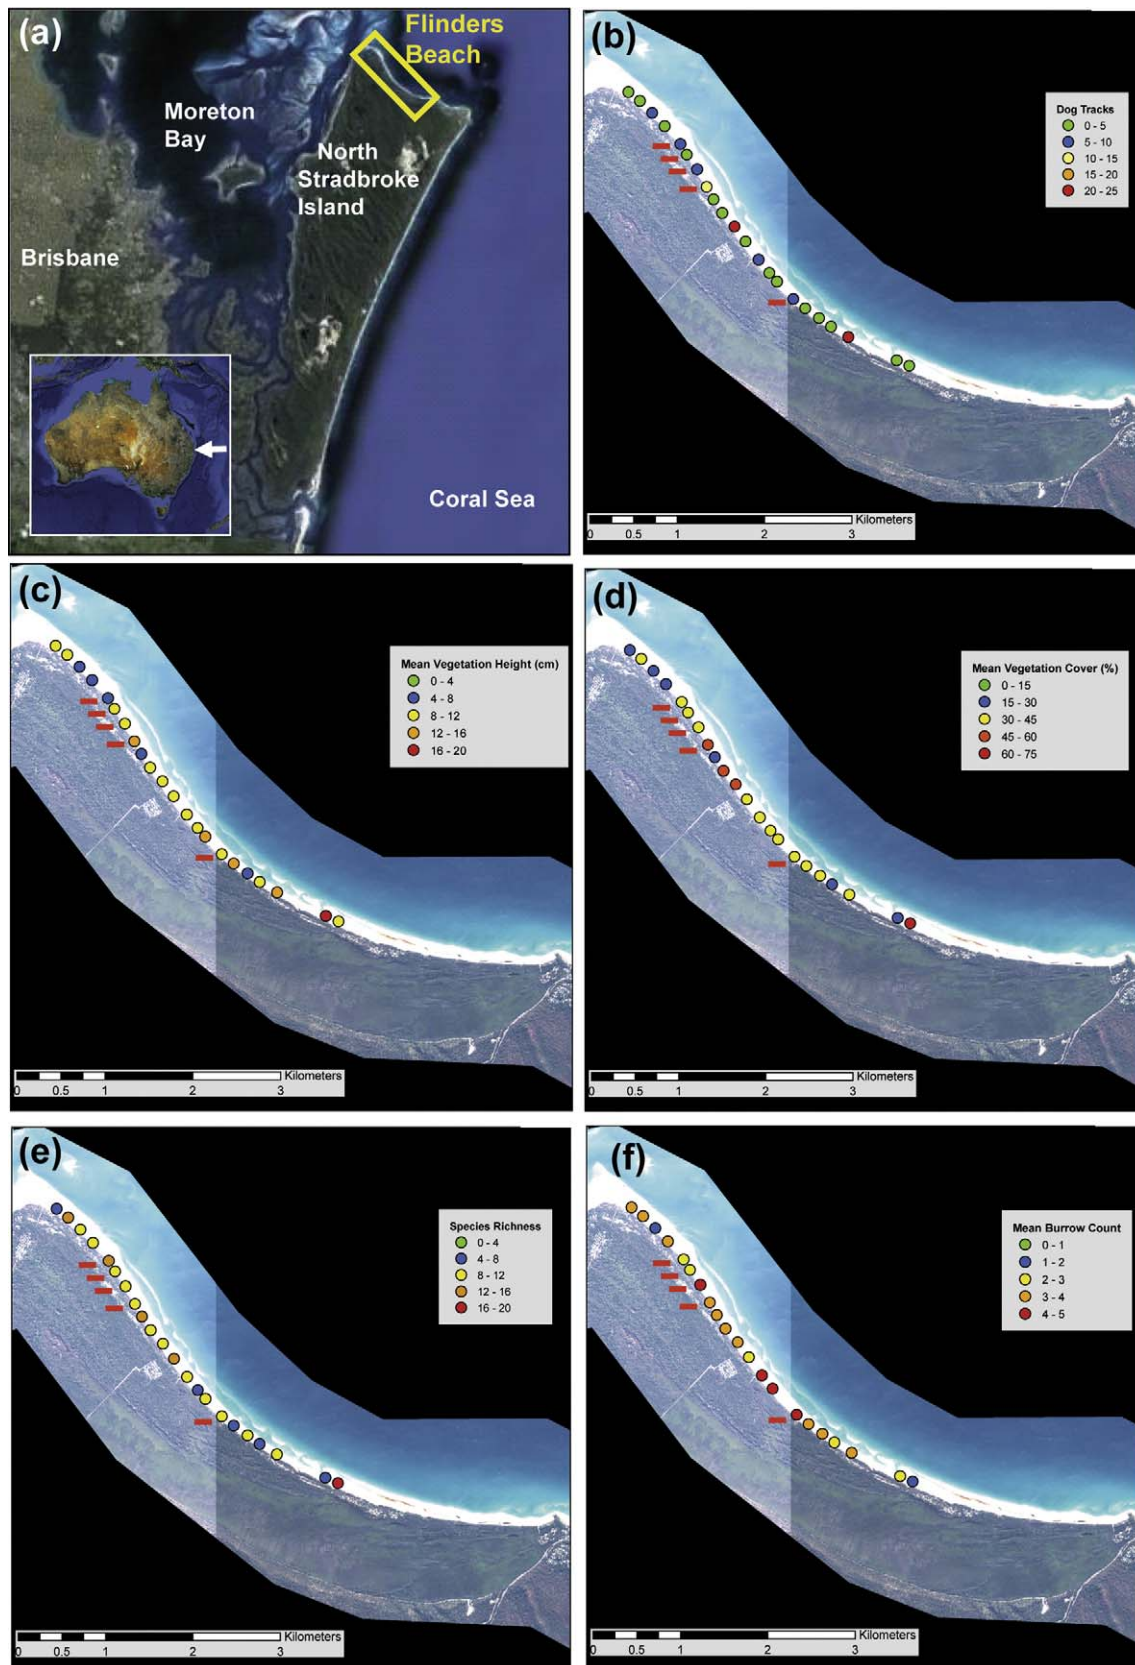 (a)
Flinders
Beach
Moreton
Bay
North
Stradbroke
Island
Brisbane
Coral Sea
(b)
Dog Tracks
0 - 5
5 - 10
10 - 15
15 - 20
20 - 25
Kilometers
0 0.5 1 2 3
(c)
Mean Vegetation Height (cm)
0 - 4
4 - 8
8 - 12
12 - 16
16 - 20
Kilometers
0 0.5 1 2 3
(d)
Mean Vegetation Cover (%)
0 - 15
15 - 30
30 - 45
45 - 60
60 - 75
Kilometers
0 0.5 1 2 3
(e)
Species Richness
0 - 4
4 - 8
8 - 12
12 - 16
16 - 20
Kilometers
0 0.5 1 2 3
(f)
Mean Burrow Count
0 - 1
1 - 2
2 - 3
3 - 4
4 - 5
Kilometers
0 0.5 1 2 3